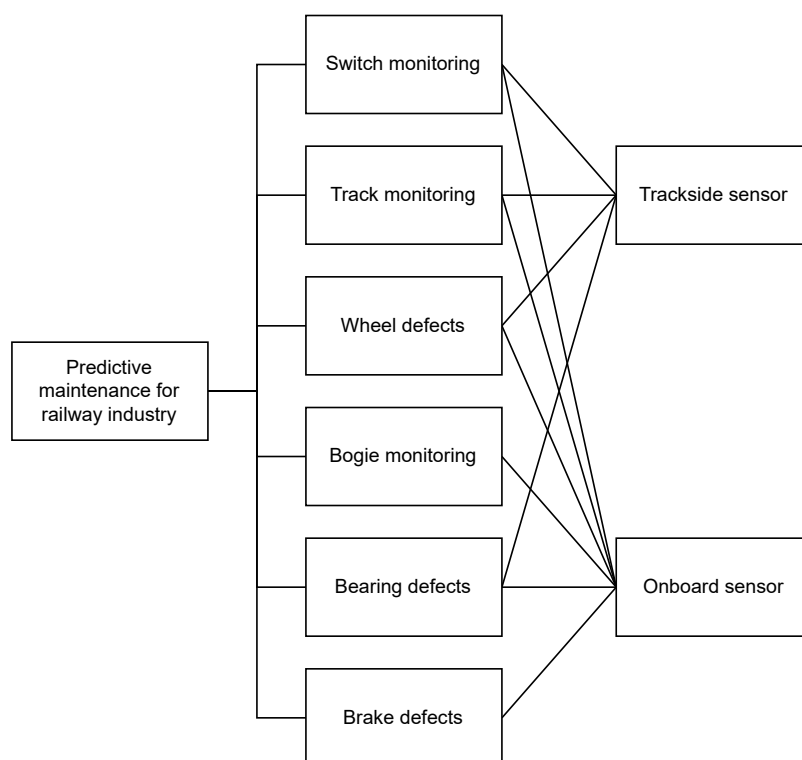 Switch monitoring
Track monitoring
Trackside sensor
Wheel defects
Predictive
maintenance for
railway industry
Bogie monitoring
Bearing defects
Onboard sensor
Brake defects